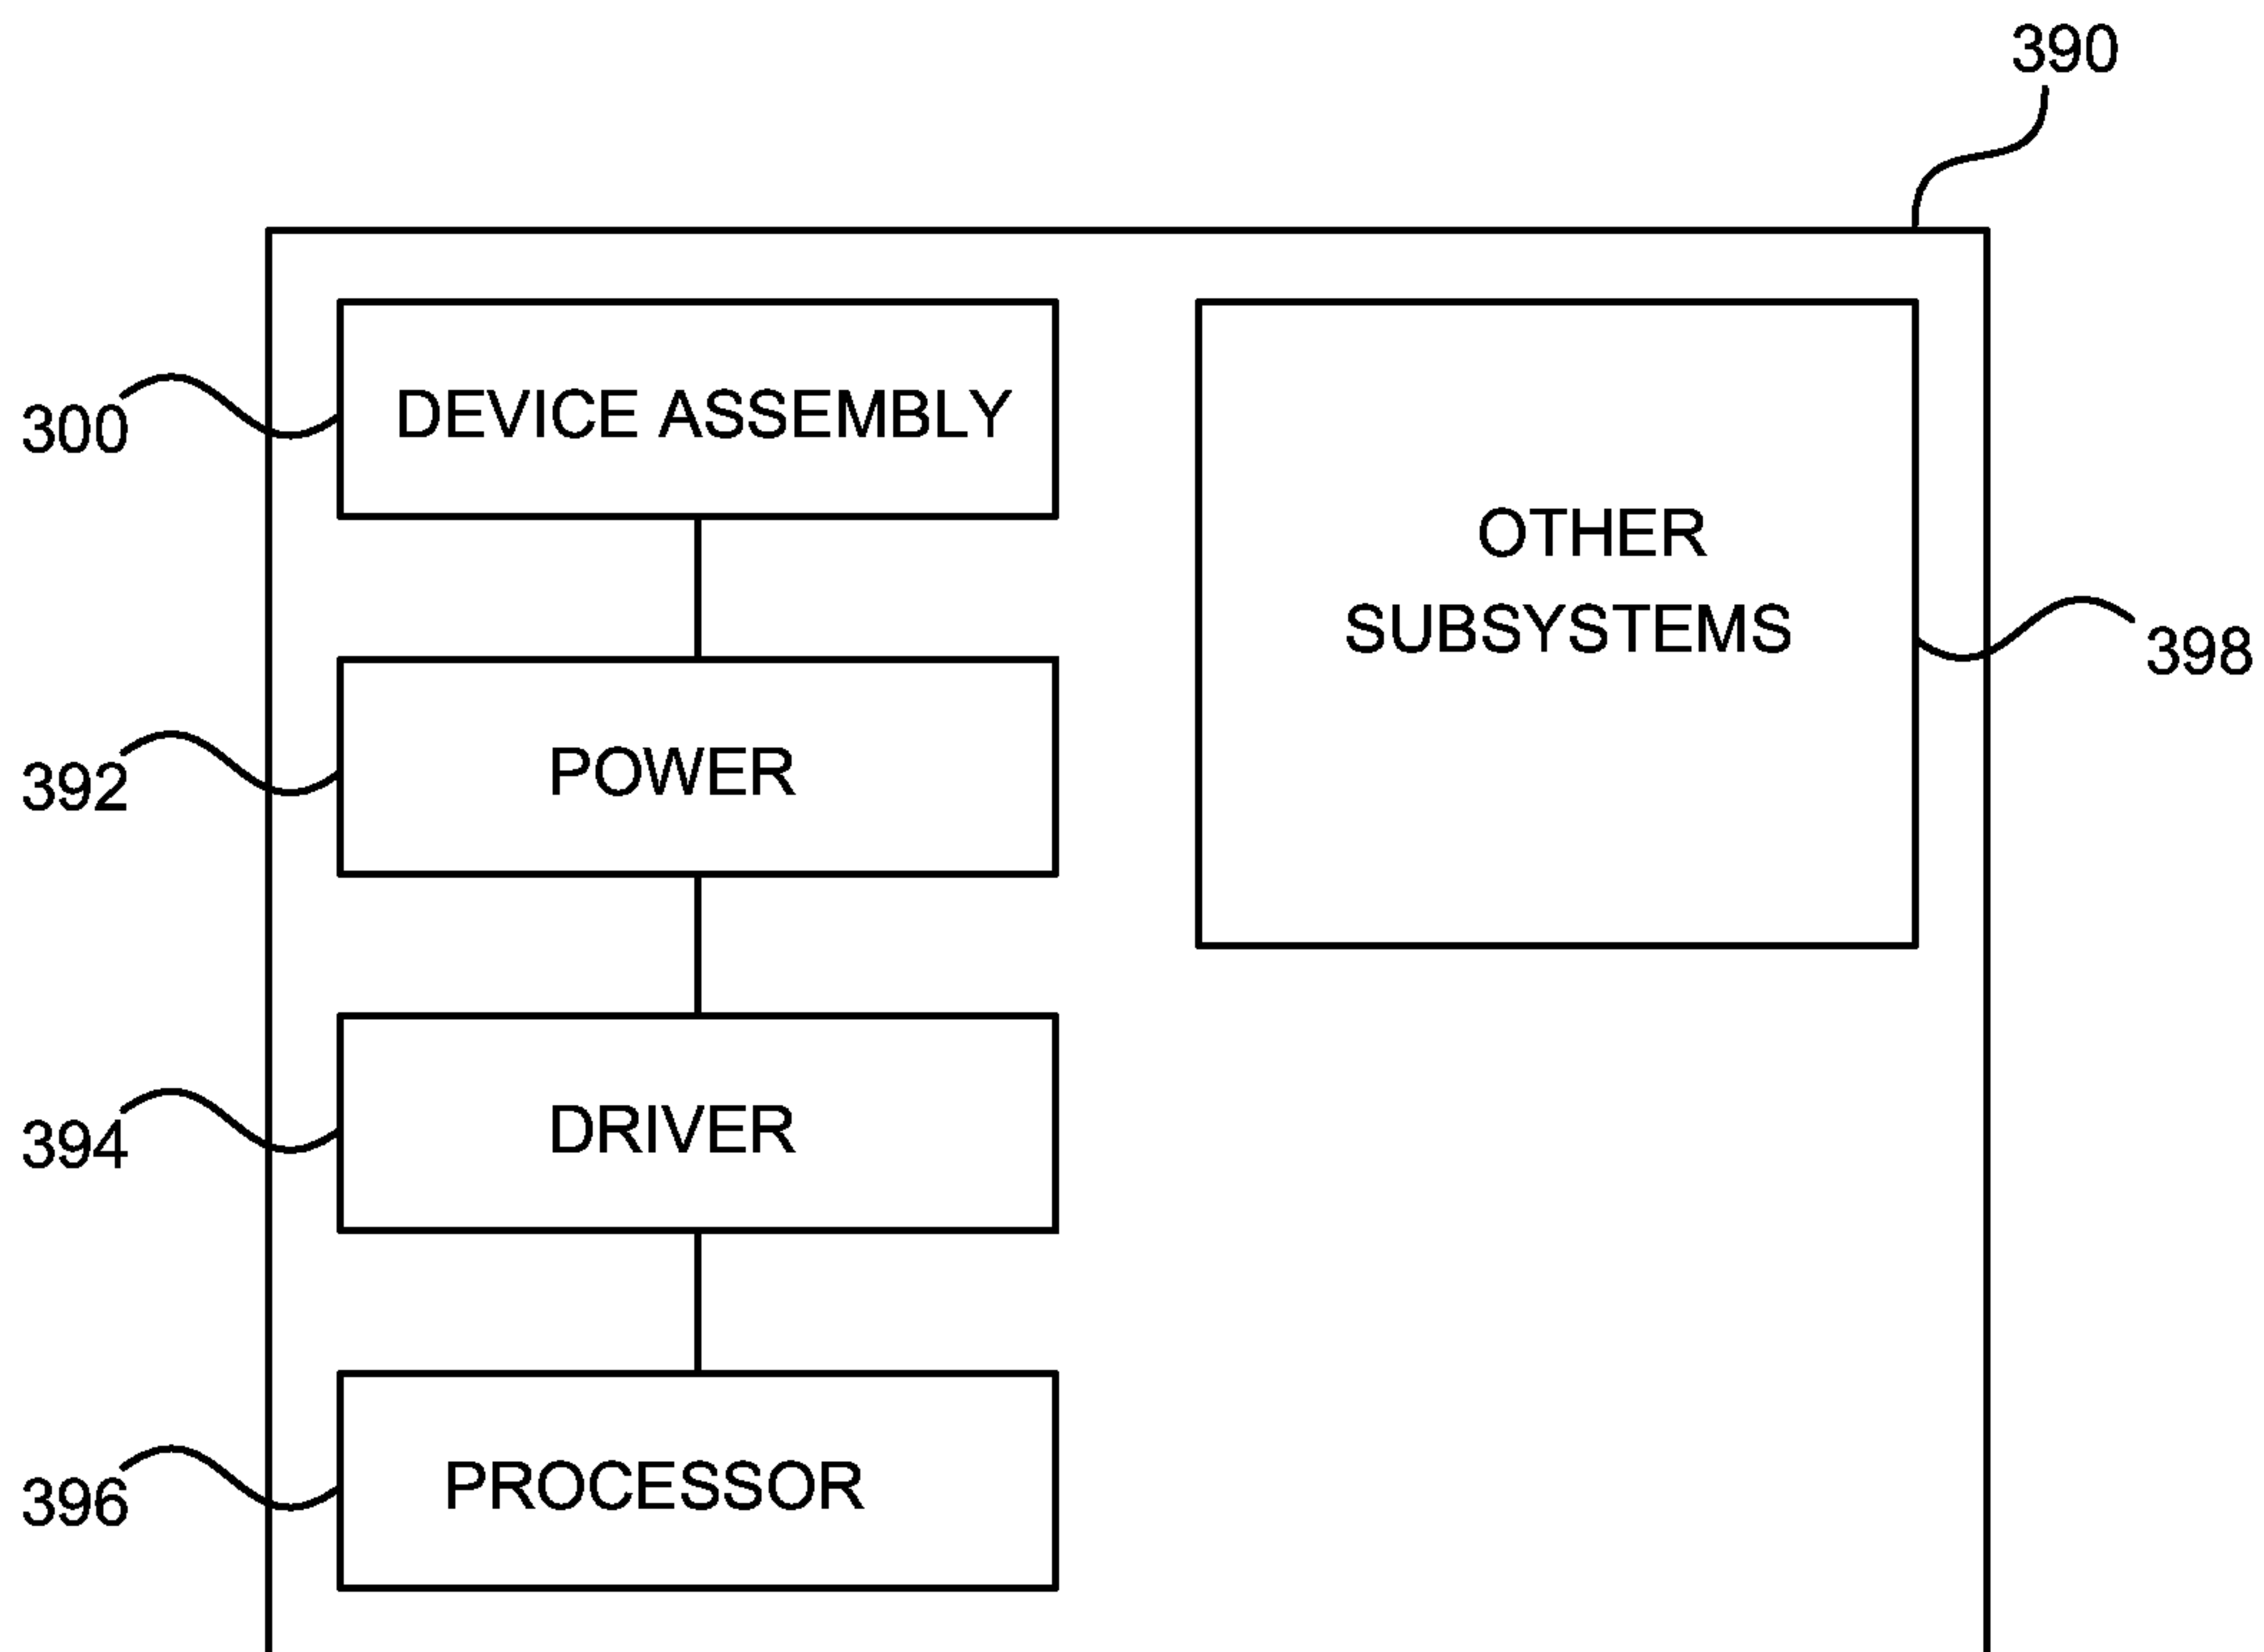 390
300
DEVICE ASSEMBLY
OTHER
SUBSYSTEMS
398
392
POWER
394
DRIVER
396
PROCESSOR